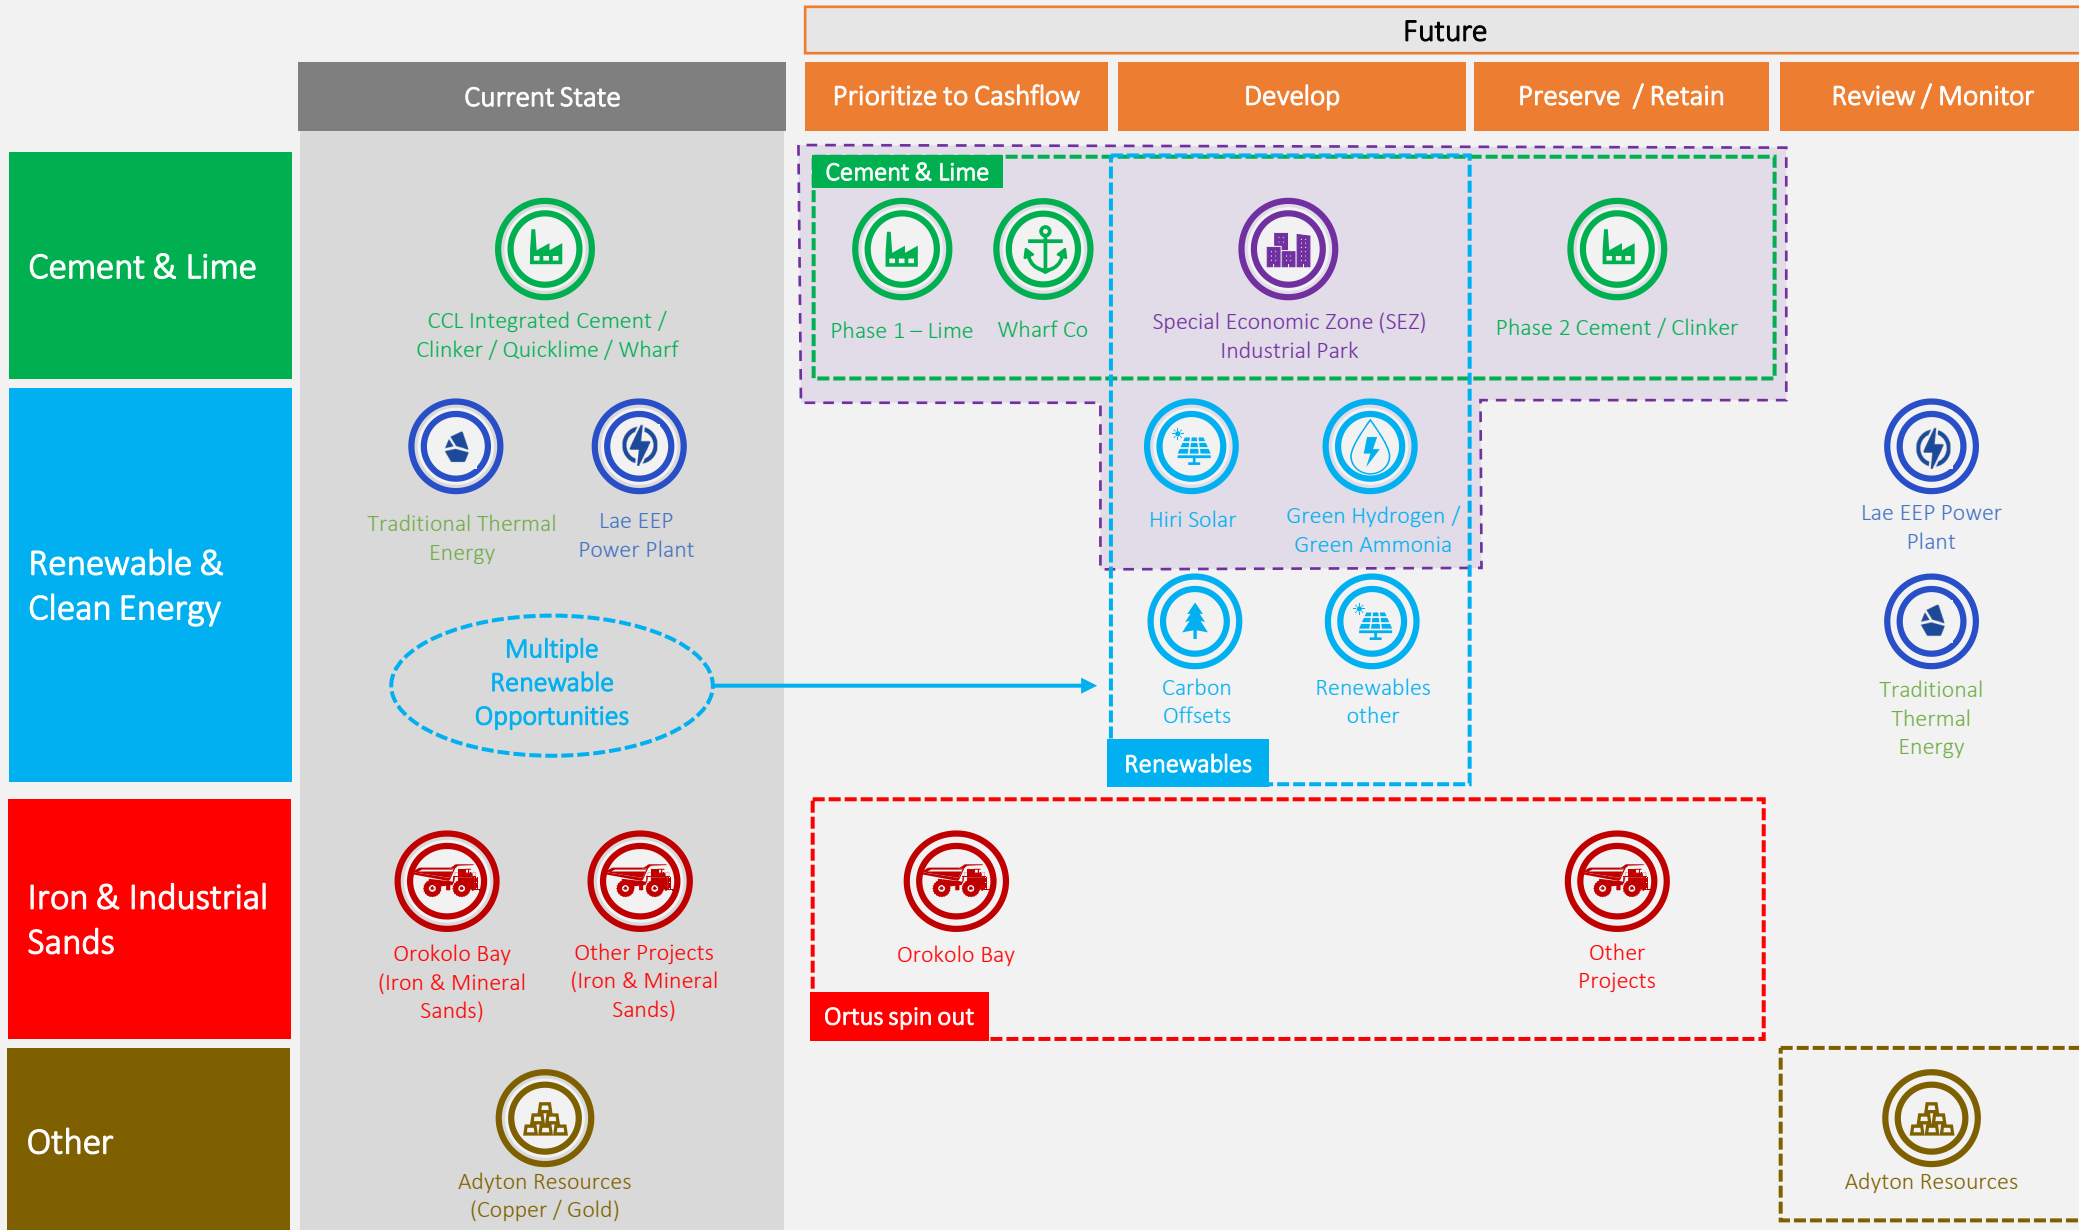 Future
Current State
Prioritize to Cashflow
Develop
Preserve / Retain
Review / Monitor
Cement & Lime
CCL Integrated Cement /
Clinker / Quicklime / Wharf
Cement & Lime
Phase 1 – Lime
Wharf Co
Special Economic Zone (SEZ)
Industrial Park
Phase 2 Cement / Clinker
Renewable &
Clean Energy
Traditional Thermal
Energy
Lae EEP
Power Plant
Multiple
Renewable
Opportunities
Hiri Solar
Green Hydrogen /
Green Ammonia
Carbon
Offsets
Renewables
other
Renewables
Lae EEP Power
Plant
Traditional
Thermal
Energy
Iron & Industrial
Sands
Orokolo Bay
(Iron & Mineral
Sands)
Other Projects
(Iron & Mineral
Sands)
Orokolo Bay
Other
Projects
Ortus spin out
Other
Adyton Resources
(Copper / Gold)
Adyton Resources